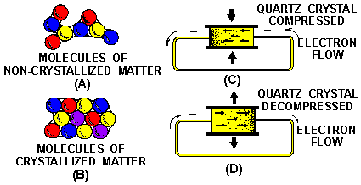 MOLECULES OF
NON-CRYSTALLIZED MATTER
(A)
MOLECULES OF
CRYSTALLIZED MATTER
(B)
QUARTZ CRYSTAL
COMPRESSED
ELECTRON
FLOW
(C)
QUARTZ CRYSTAL
DECOMPRESSED
ELECTRON
FLOW
(D)